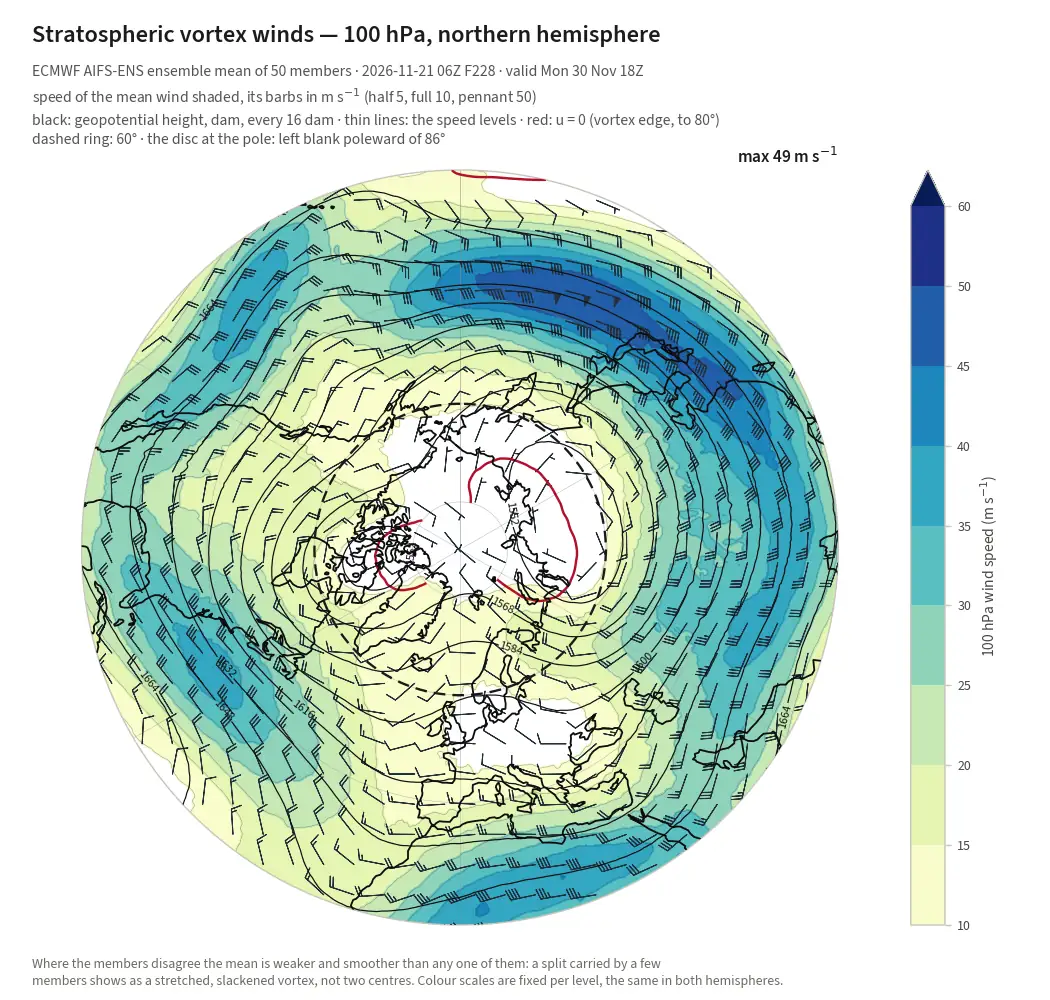 Stratospheric vortex winds — 100 hPa, northern hemisphere
ECMWF AIFS-ENS ensemble mean of 50 members · 2026-11-21 06Z F228 · valid Mon 30 Nov 18Z
speed of the mean wind shaded, its barbs in m s⁻¹ (half 5, full 10, pennant 50)
black: geopotential height, dam, every 16 dam · thin lines: the speed levels · red: u = 0 (vortex edge, to 80°)
dashed ring: 60° · the disc at the pole: left blank poleward of 86°
max 49 m s⁻¹
60
50
45
40
35
30
25
20
15
10
100 hPa wind speed (m s⁻¹)
1664
1552
1568
1584
1600
1632
1616
1664
1664
Where the members disagree the mean is weaker and smoother than any one of them: a split carried by a few
members shows as a stretched, slackened vortex, not two centres. Colour scales are fixed per level, the same in both hemispheres.